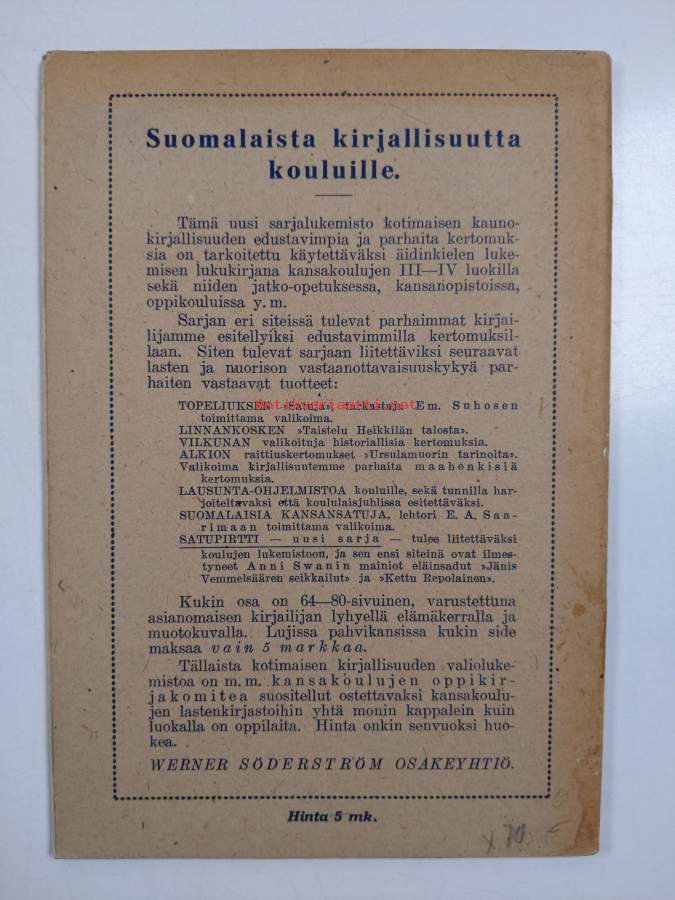 Suomalaista kirjallisuutta
kouluille.
Tämä uusi sarjalukemisto kotimaisen kauno-
kirjallisuuden edustavimpia ja parhaita kertomuk-
sia on tarkoitettu käytettäväksi äidinkielen luke-
misen lukukirjana kansakoulujen III—IV luokilla
sekä niiden jatko-opetuksessa, kansanopistoissa,
oppikouluissa y. m.
Sarjan eri siteissä tulevat parhaimmat kirjai-
lijamme esitellyiksi edustavimmilla kertomuksil-
laan. Siten tulevat sarjaan liitettäviksi seuraavat
lasten ja nuorison vastaanottavaisuuskykyä par-
haiten vastaavat tuotteet:
TOPELIUKSEN »Satuja», tarkastaja Em. Suhosen
toimittama valikoima.
LINNANKOSKEN »Taistelu Heikkilän talosta».
VILKUNAN valikoituja historiallisia kertomuksia.
ALKION raittiuskertomukset »Ursulamuorin tarinoita».
Valikoima kirjallisuutemme parhaita maahenkisiä
kertomuksia.
LAUSUNTA-OHJELMISTOA kouluille, sekä tunnilla har-
joiteltavaksi että koululaisjuhlissa esitettäväksi.
SUOMALAISIA KANSANSATUJA, lehtori E. A. Saa-
rimaan toimittama valikoima.
SATUPIRTTI — uusi sarja — tulee liitettäväksi
koulujen lukemistoon, ja sen ensi siteinä ovat ilmes-
tyneet Anni Swanin mainiot eläinsadut »Jänis
Vemmelsäären seikkailut» ja »Kettu Repolainen».
Kukin osa on 64—80-sivuinen, varustettuna
asianomaisen kirjailijan lyhyellä elämäkerralla ja
muotokuvalla. Lujissa pahvikansissa kukin side
maksaa vain 5 markkaa.
Tällaista kotimaisen kirjallisuuden valioluke-
mistoa on m. m. kansakoulujen oppikir-
jakomitea suositellut ostettavaksi kansakoulu-
jen lastenkirjastoihin yhtä monin kappalein kuin
luokalla on oppilaita. Hinta onkin senvuoksi huo-
kea.
WERNER SÖDERSTRÖM OSAKEYHTIÖ.
Hinta 5 mk.
x 70: